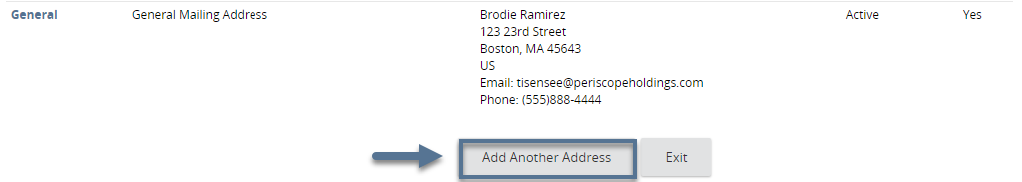 General General Mailing Address Brodie Ramirez Active Yes
123 23rd Street
Boston, MA 45643
US
Email: tisensee@periscopeholdings.com
Phone: (555)888-4444
Add Another Address Exit